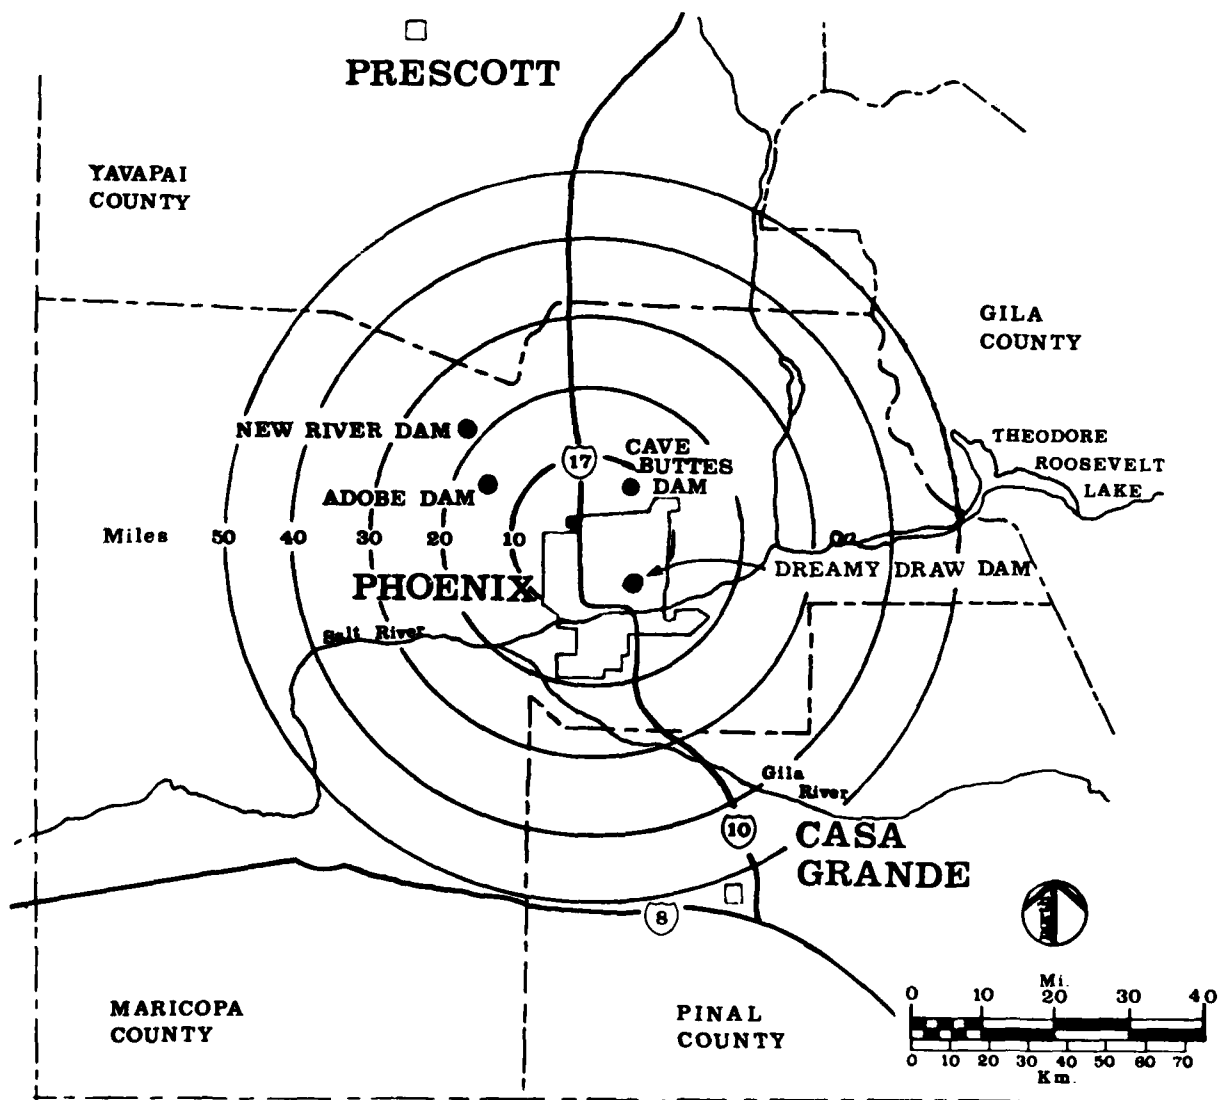 PRESCOTT
YAVAPAI
COUNTY
GILA
COUNTY
NEW RIVER DAM
17
CAVE
BUTTES
DAM
THEODORE
ROOSEVELT
LAKE
ADOBE DAM
Miles 50 40 30 20 10
PHOENIX
DREAMY DRAW DAM
Salt River
Gila
River
10
CASA
GRANDE
8
north
MARICOPA
COUNTY
PINAL
COUNTY
Mi.
0 10 20 30 40
0 10 20 30 40 50 60 70
Km.